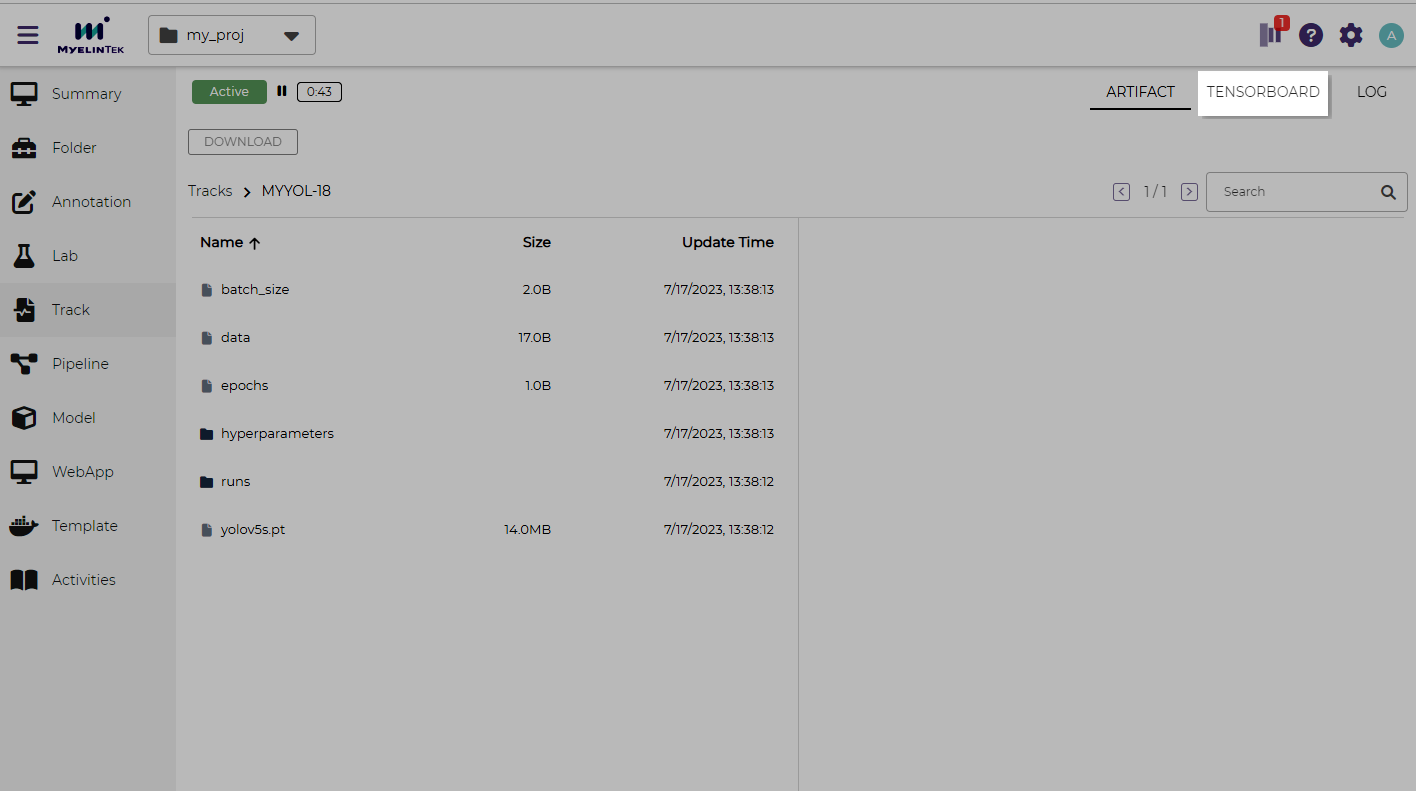 MYELINTEK
my_proj
1
?
A
Summary
Folder
Annotation
Lab
Track
Pipeline
Model
WebApp
Template
Activities
Active
0:43
ARTIFACT TENSORBOARD LOG
DOWNLOAD
Tracks > MYYOL-18
< 1 / 1 >
Search
Name ↑ Size Update Time
batch_size 2.0B 7/17/2023, 13:38:13
data 17.0B 7/17/2023, 13:38:13
epochs 1.0B 7/17/2023, 13:38:13
hyperparameters 7/17/2023, 13:38:13
runs 7/17/2023, 13:38:12
yolov5s.pt 14.0MB 7/17/2023, 13:38:12